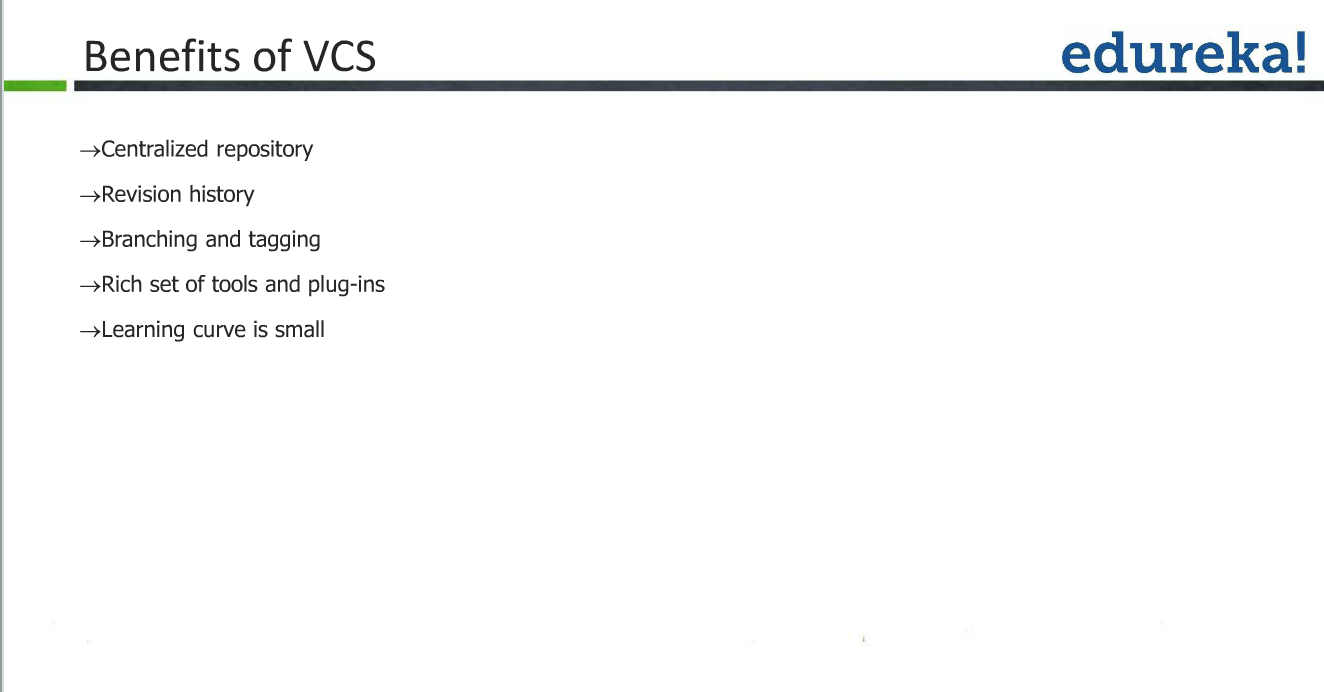 Benefits of VCS
edureka!
→Centralized repository
→Revision history
→Branching and tagging
→Rich set of tools and plug-ins
→Learning curve is small